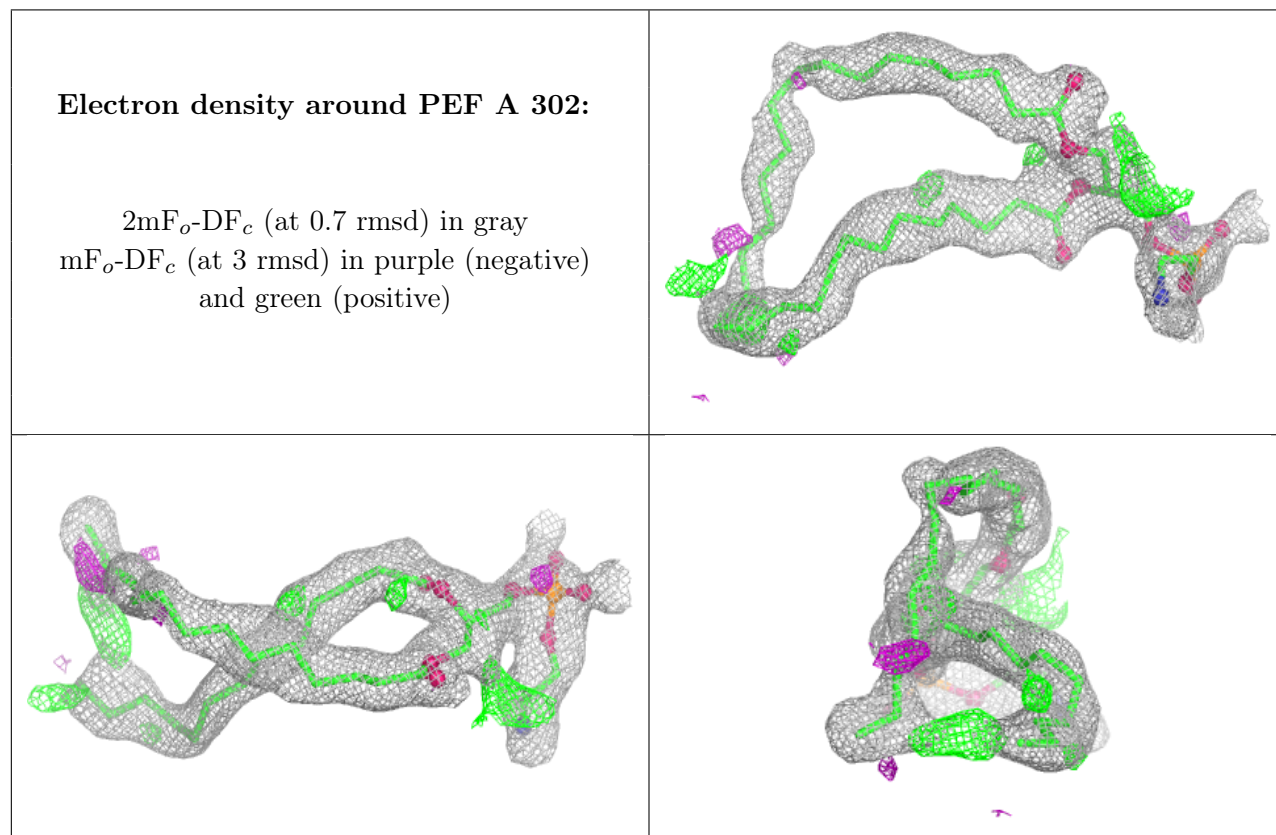 Electron density around PEF A 302:
2mFo-DFc (at 0.7 rmsd) in gray
mFo-DFc (at 3 rmsd) in purple (negative)
and green (positive)